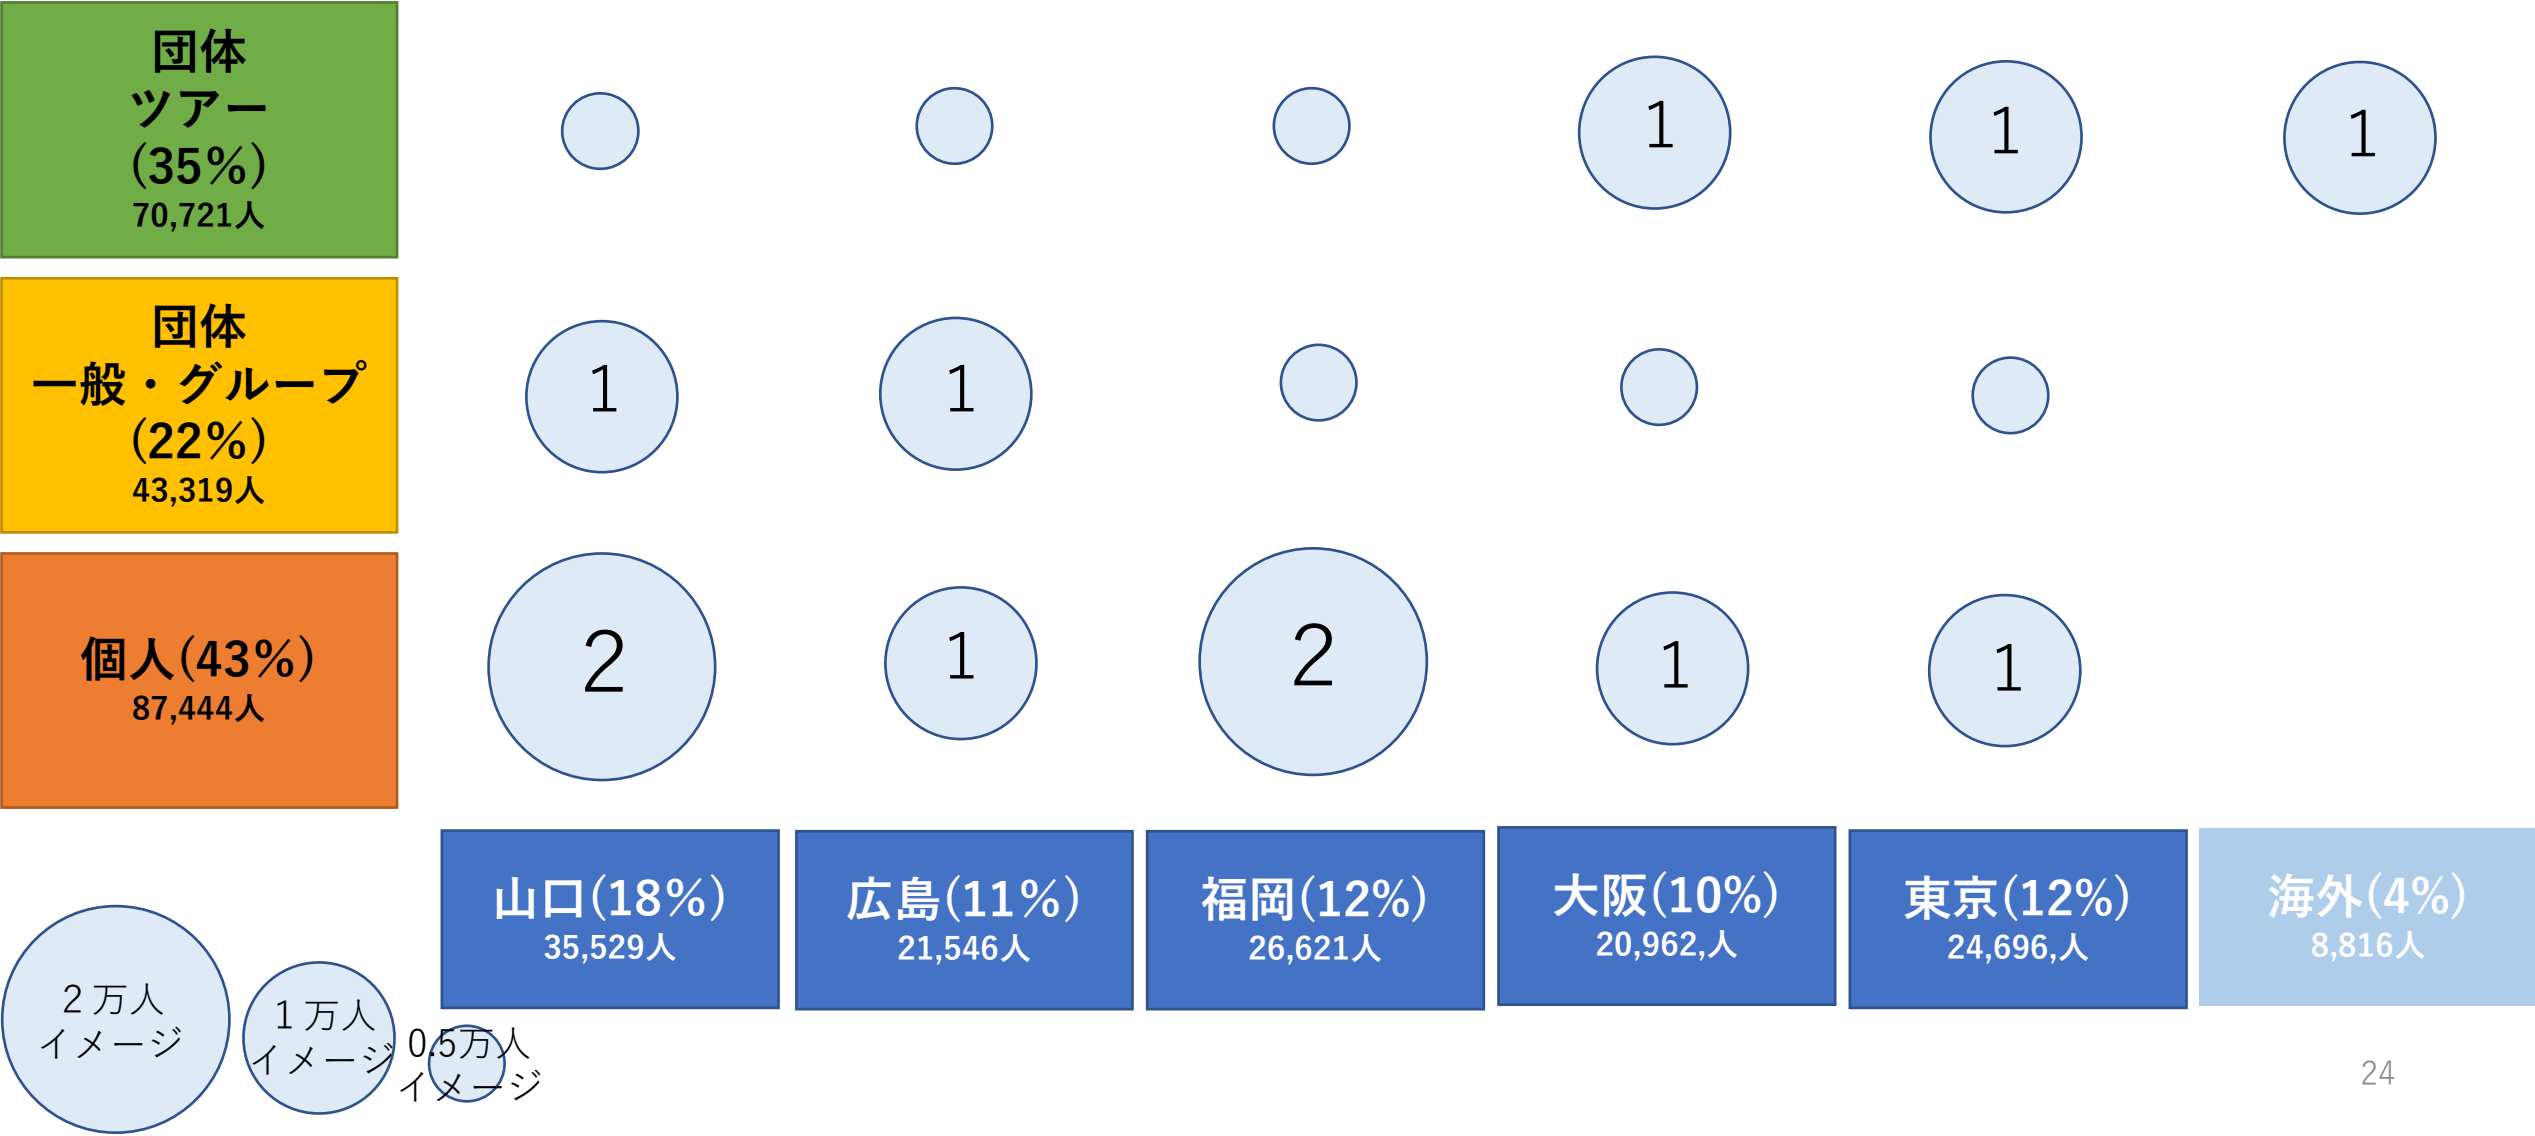 団体
ツアー
(35%)
70,721人
1
1
1
団体
一般・グループ
(22%)
43,319人
1
1
個人(43%)
87,444人
2
1
2
1
1
山口(18%)
35,529人
広島(11%)
21,546人
福岡(12%)
26,621人
大阪(10%)
20,962,人
東京(12%)
24,696,人
海外(4%)
8,816人
2万人
イメージ
1万人
イメージ
0.5万人
イメージ
24